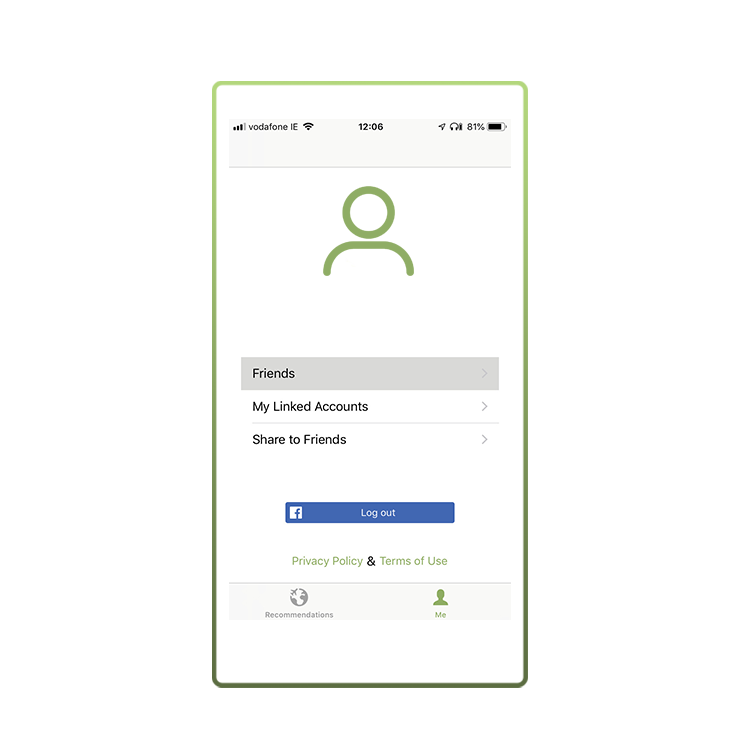 vodafone IE 12:06 81%
Friends
My Linked Accounts
Share to Friends
f Log out
Privacy Policy & Terms of Use
Recommendations Me